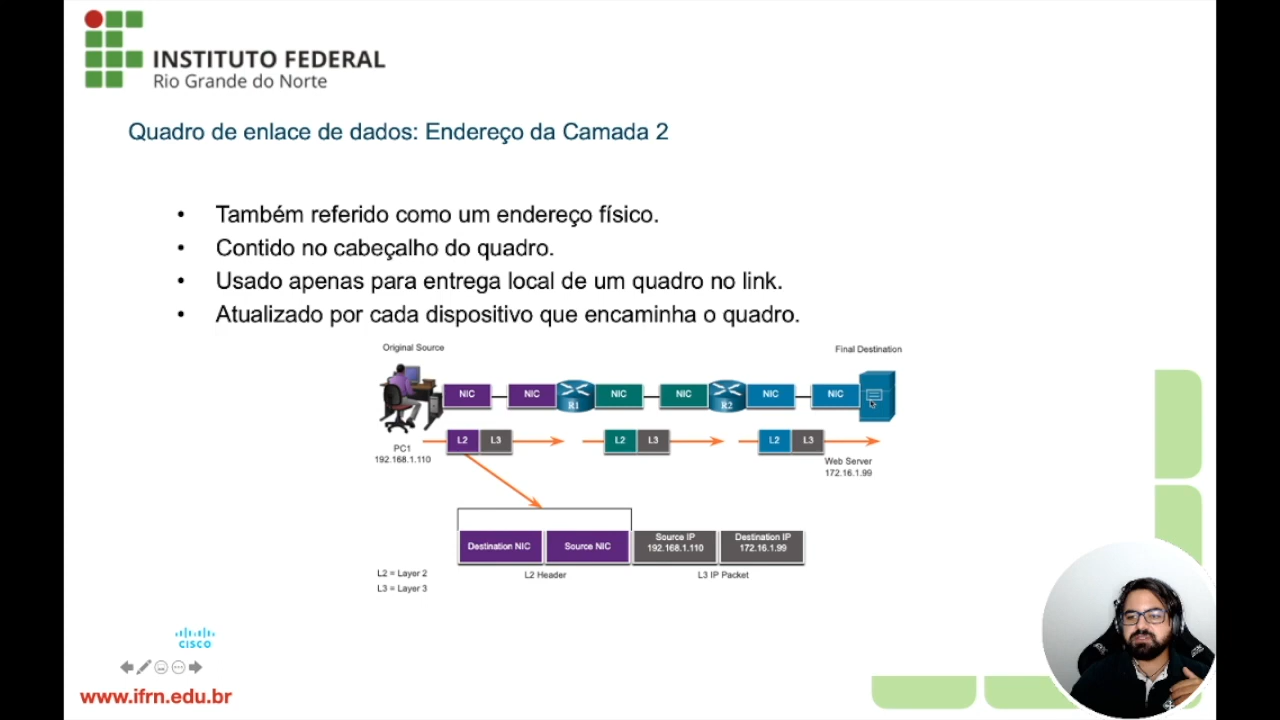 INSTITUTO FEDERAL
Rio Grande do Norte
Quadro de enlace de dados: Endereço da Camada 2
• Também referido como um endereço físico.
• Contido no cabeçalho do quadro.
• Usado apenas para entrega local de um quadro no link.
• Atualizado por cada dispositivo que encaminha o quadro.
Original Source
Final Destination
NIC NIC R1 NIC NIC R2 NIC NIC
L2 L3 L2 L3 L2 L3
PC1
192.168.1.110
Web Server
172.16.1.99
Destination NIC
Source NIC
Source IP
192.168.1.110
Destination IP
172.16.1.99
L2 = Layer 2
L2 Header
L3 IP Packet
L3 = Layer 3
CISCO
www.ifrn.edu.br